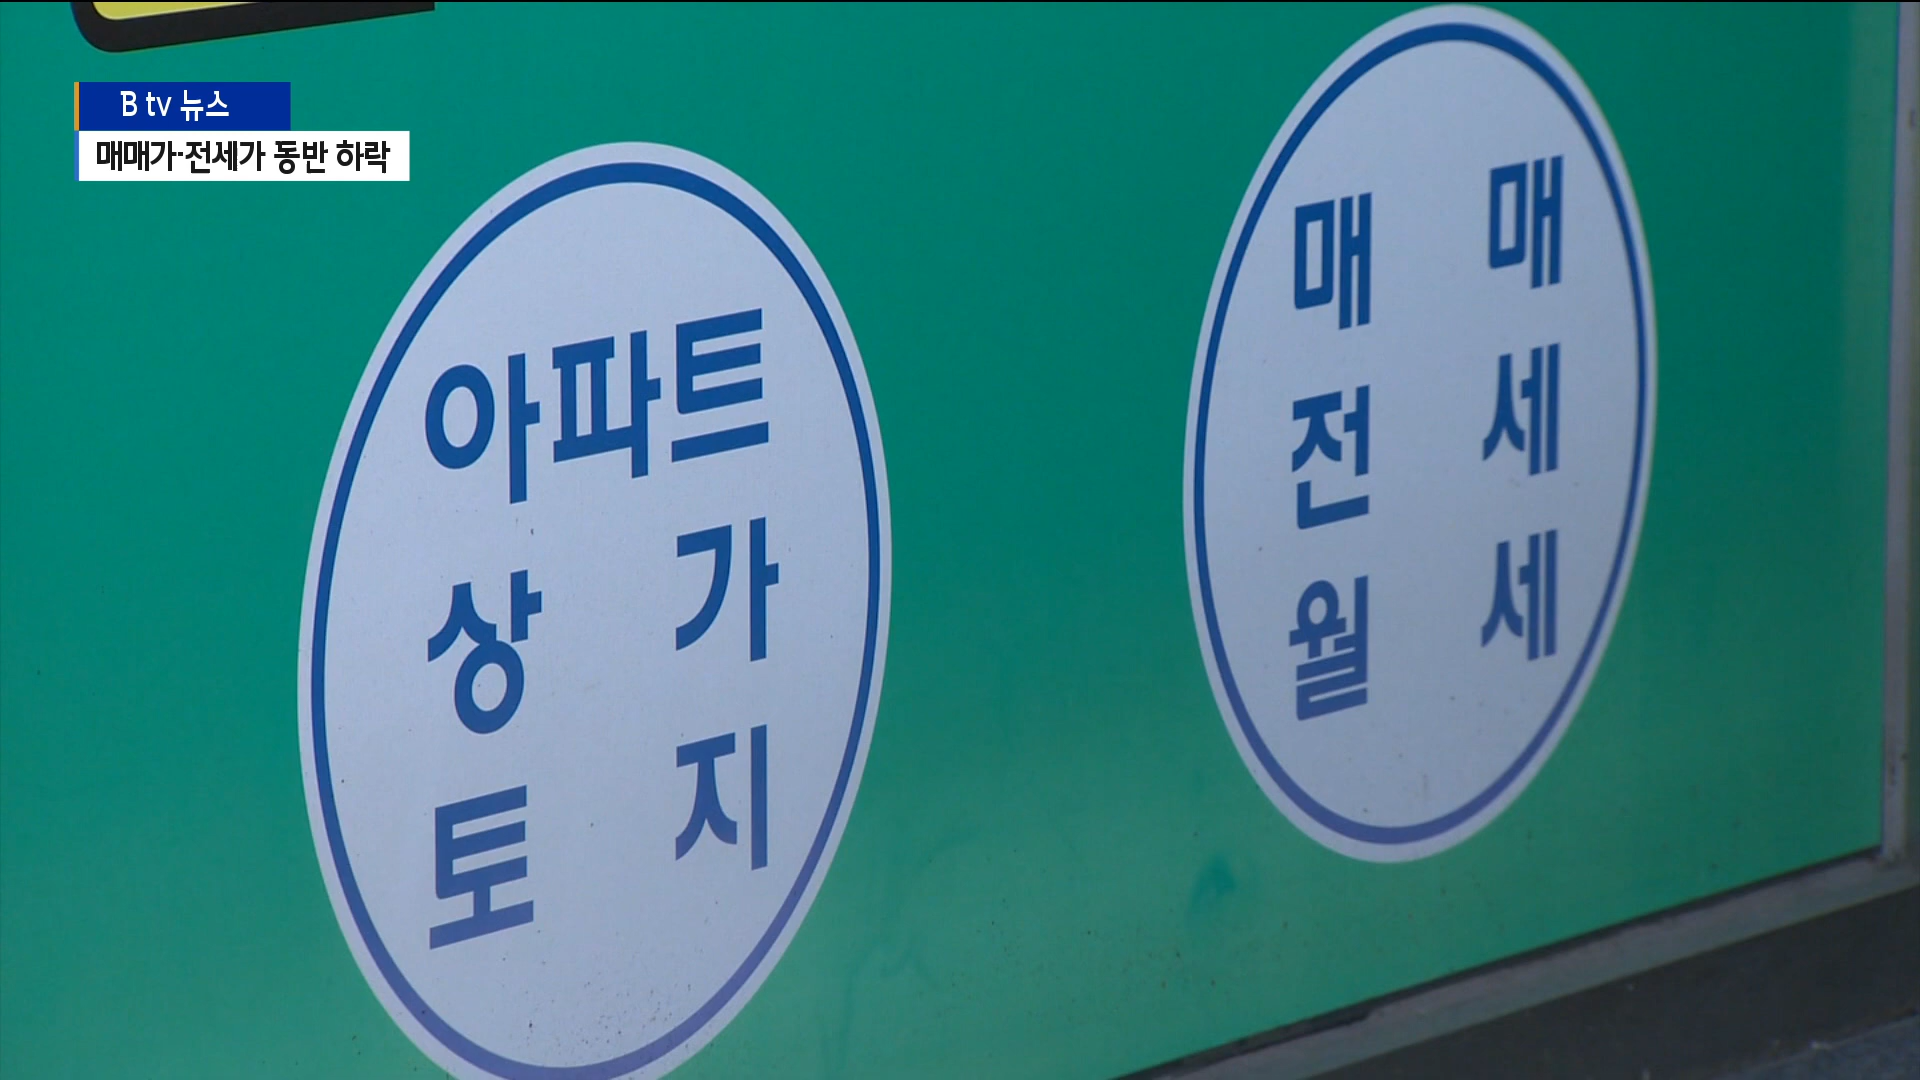 B tv 뉴스
매매가·전세가 동반 하락
아파트
상 가
토 지
매 매
전 세
월 세